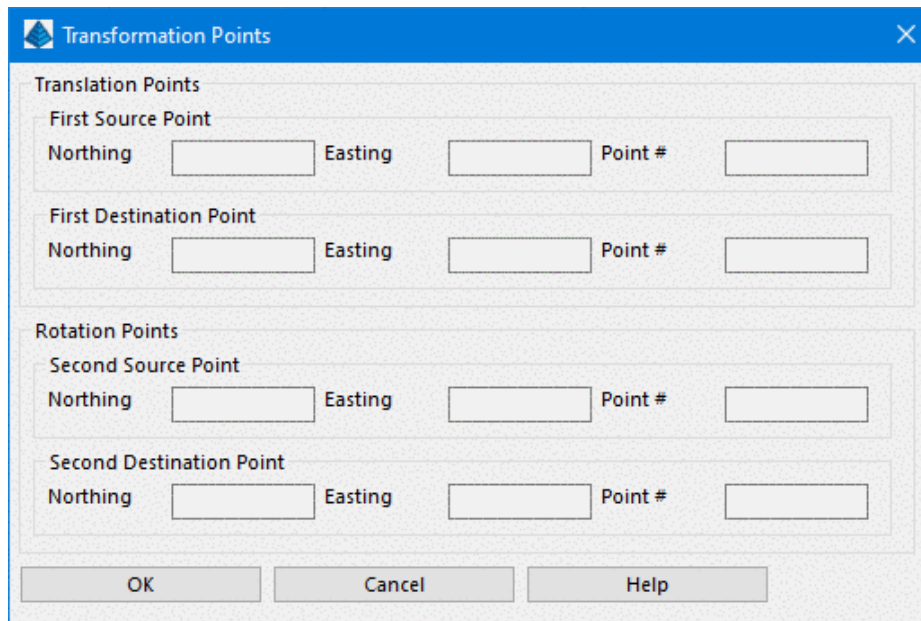 Transformation Points
Translation Points
First Source Point
Northing Easting Point #
First Destination Point
Northing Easting Point #
Rotation Points
Second Source Point
Northing Easting Point #
Second Destination Point
Northing Easting Point #
OK Cancel Help